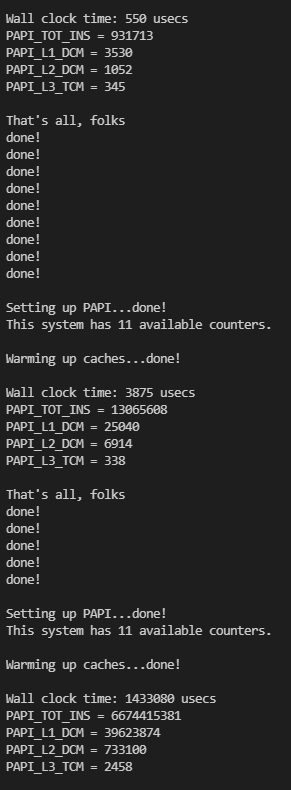 Wall clock time: 550 usecs
PAPI_TOT_INS = 931713
PAPI_L1_DCM = 3530
PAPI_L2_DCM = 1052
PAPI_L3_TCM = 345
That's all, folks
done!
done!
done!
done!
done!
done!
done!
done!
done!
Setting up PAPI...done!
This system has 11 available counters.
Warming up caches...done!
Wall clock time: 3875 usecs
PAPI_TOT_INS = 13065608
PAPI_L1_DCM = 25040
PAPI_L2_DCM = 6914
PAPI_L3_TCM = 338
That's all, folks
done!
done!
done!
done!
done!
Setting up PAPI...done!
This system has 11 available counters.
Warming up caches...done!
Wall clock time: 1433080 usecs
PAPI_TOT_INS = 6674415381
PAPI_L1_DCM = 39623874
PAPI_L2_DCM = 733100
PAPI_L3_TCM = 2458